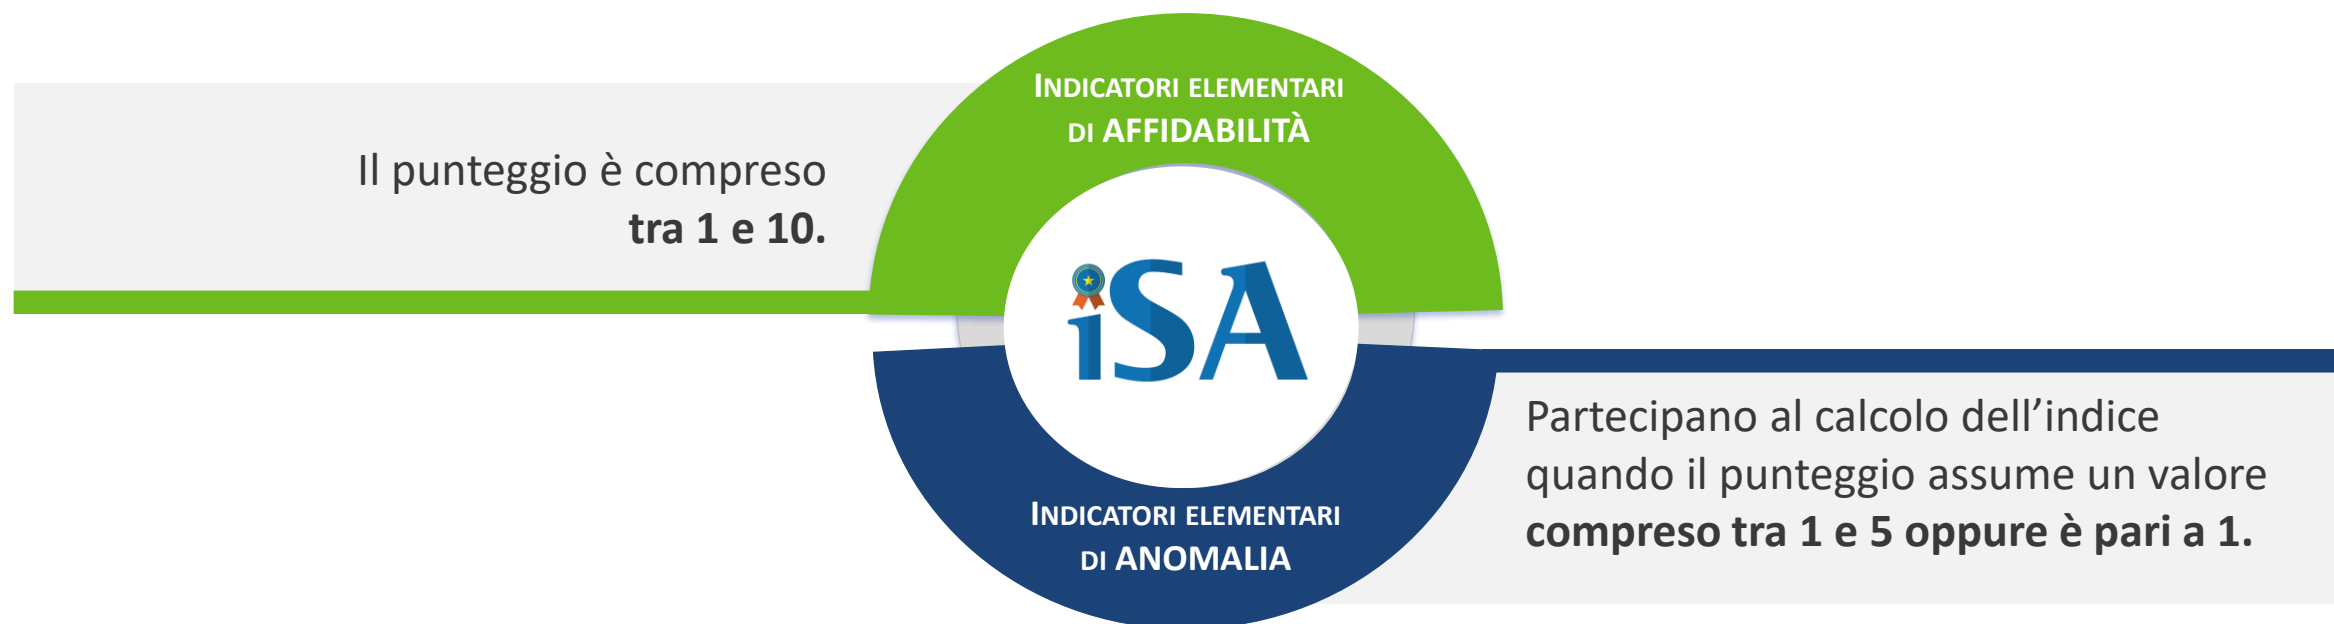 INDICATORI ELEMENTARI
DI AFFIDABILITÀ
Il punteggio è compreso
tra 1 e 10.
iSA
Partecipano al calcolo dell’indice
quando il punteggio assume un valore
compreso tra 1 e 5 oppure è pari a 1.
INDICATORI ELEMENTARI
DI ANOMALIA